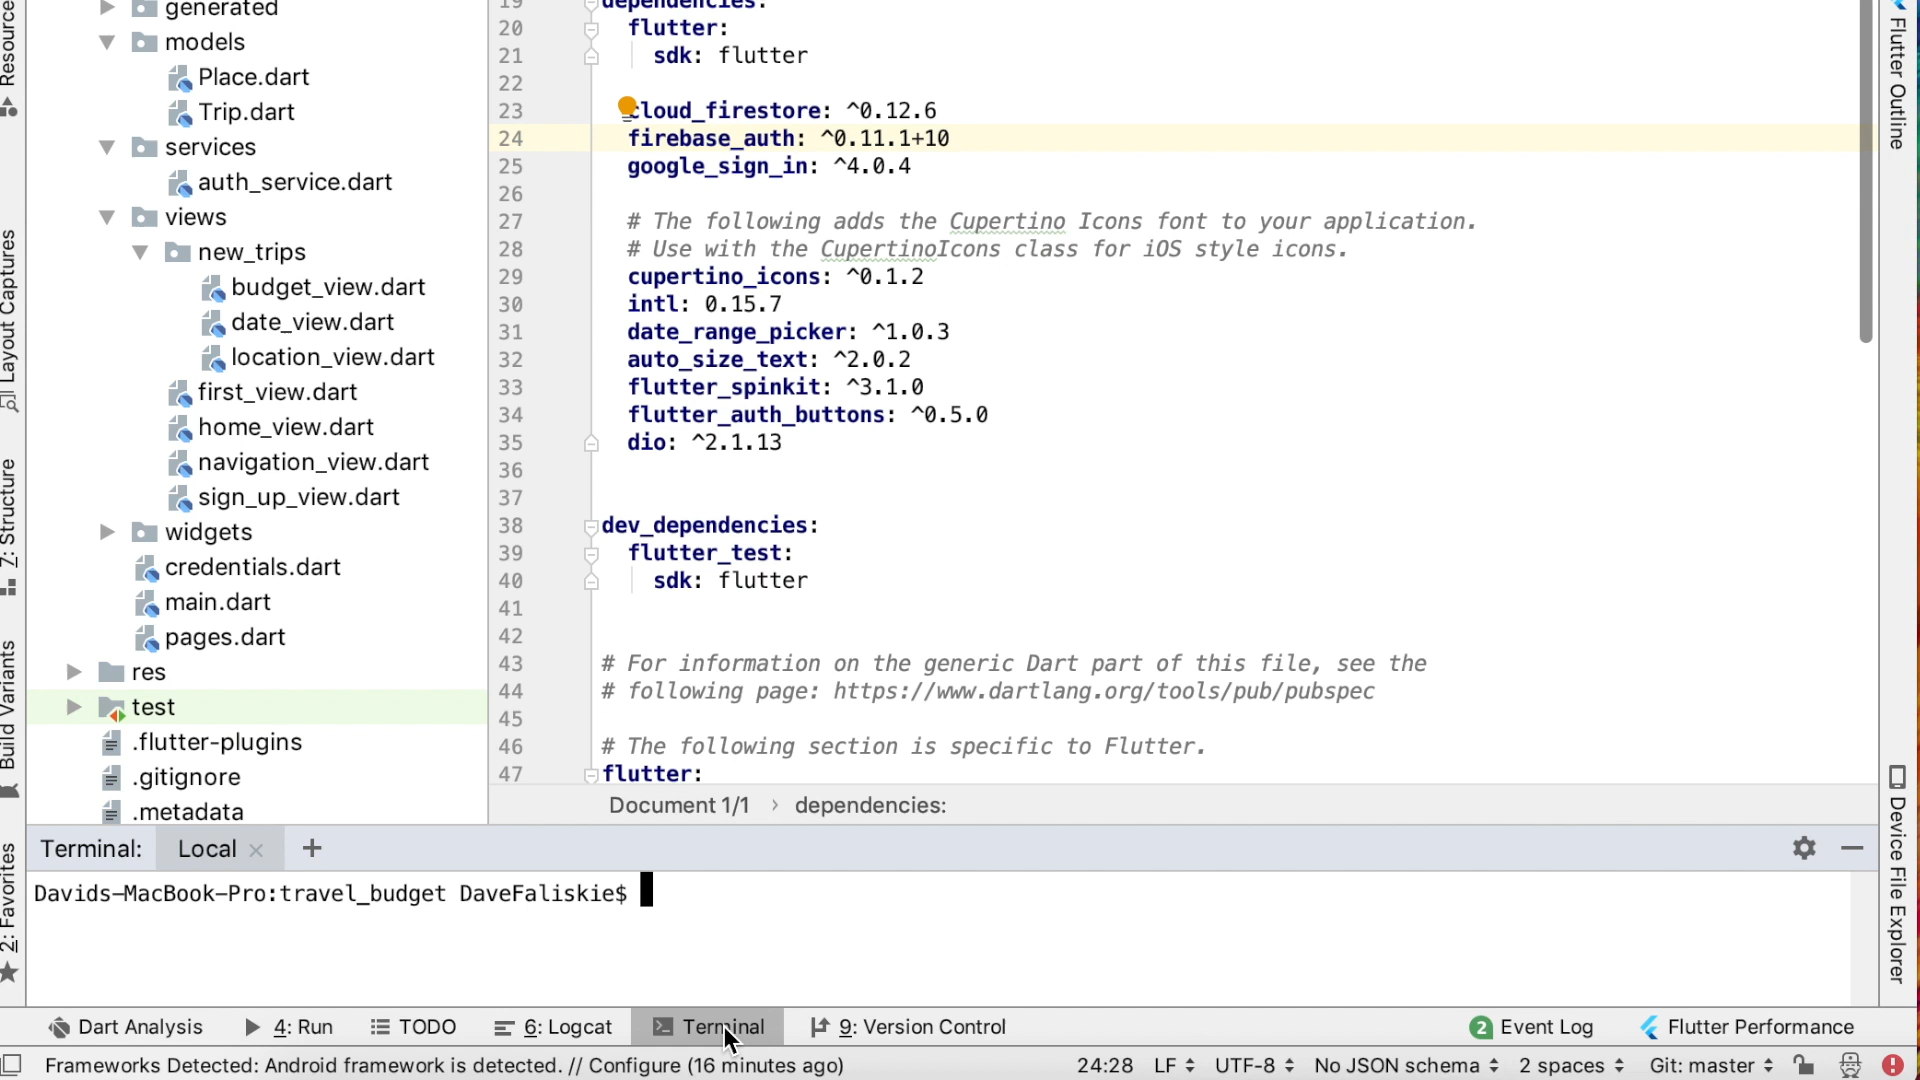 Resource
generated
models
Place.dart
Trip.dart
services
auth_service.dart
views
new_trips
budget_view.dart
date_view.dart
location_view.dart
first_view.dart
home_view.dart
navigation_view.dart
sign_up_view.dart
widgets
credentials.dart
main.dart
pages.dart
res
test
.flutter-plugins
.gitignore
.metadata
Layout Captures
7: Structure
Build Variants
2: Favorites
19 dependencies:
20 flutter:
21 sdk: flutter
22
23 cloud_firestore: ^0.12.6
24 firebase_auth: ^0.11.1+10
25 google_sign_in: ^4.0.4
26
27 # The following adds the Cupertino Icons font to your application.
28 # Use with the CupertinoIcons class for iOS style icons.
29 cupertino_icons: ^0.1.2
30 intl: 0.15.7
31 date_range_picker: ^1.0.3
32 auto_size_text: ^2.0.2
33 flutter_spinkit: ^3.1.0
34 flutter_auth_buttons: ^0.5.0
35 dio: ^2.1.13
36
37
38 dev_dependencies:
39 flutter_test:
40 sdk: flutter
41
42
43 # For information on the generic Dart part of this file, see the
44 # following page: https://www.dartlang.org/tools/pub/pubspec
45
46 # The following section is specific to Flutter.
47 flutter:
Document 1/1 › dependencies:
Flutter Outline
Device File Explorer
Terminal: Local × +
Davids-MacBook-Pro:travel_budget DaveFaliskie$
Dart Analysis 4: Run TODO 6: Logcat Terminal 9: Version Control 2 Event Log Flutter Performance
Frameworks Detected: Android framework is detected. // Configure (16 minutes ago) 24:28 LF UTF-8 No JSON schema 2 spaces Git: master